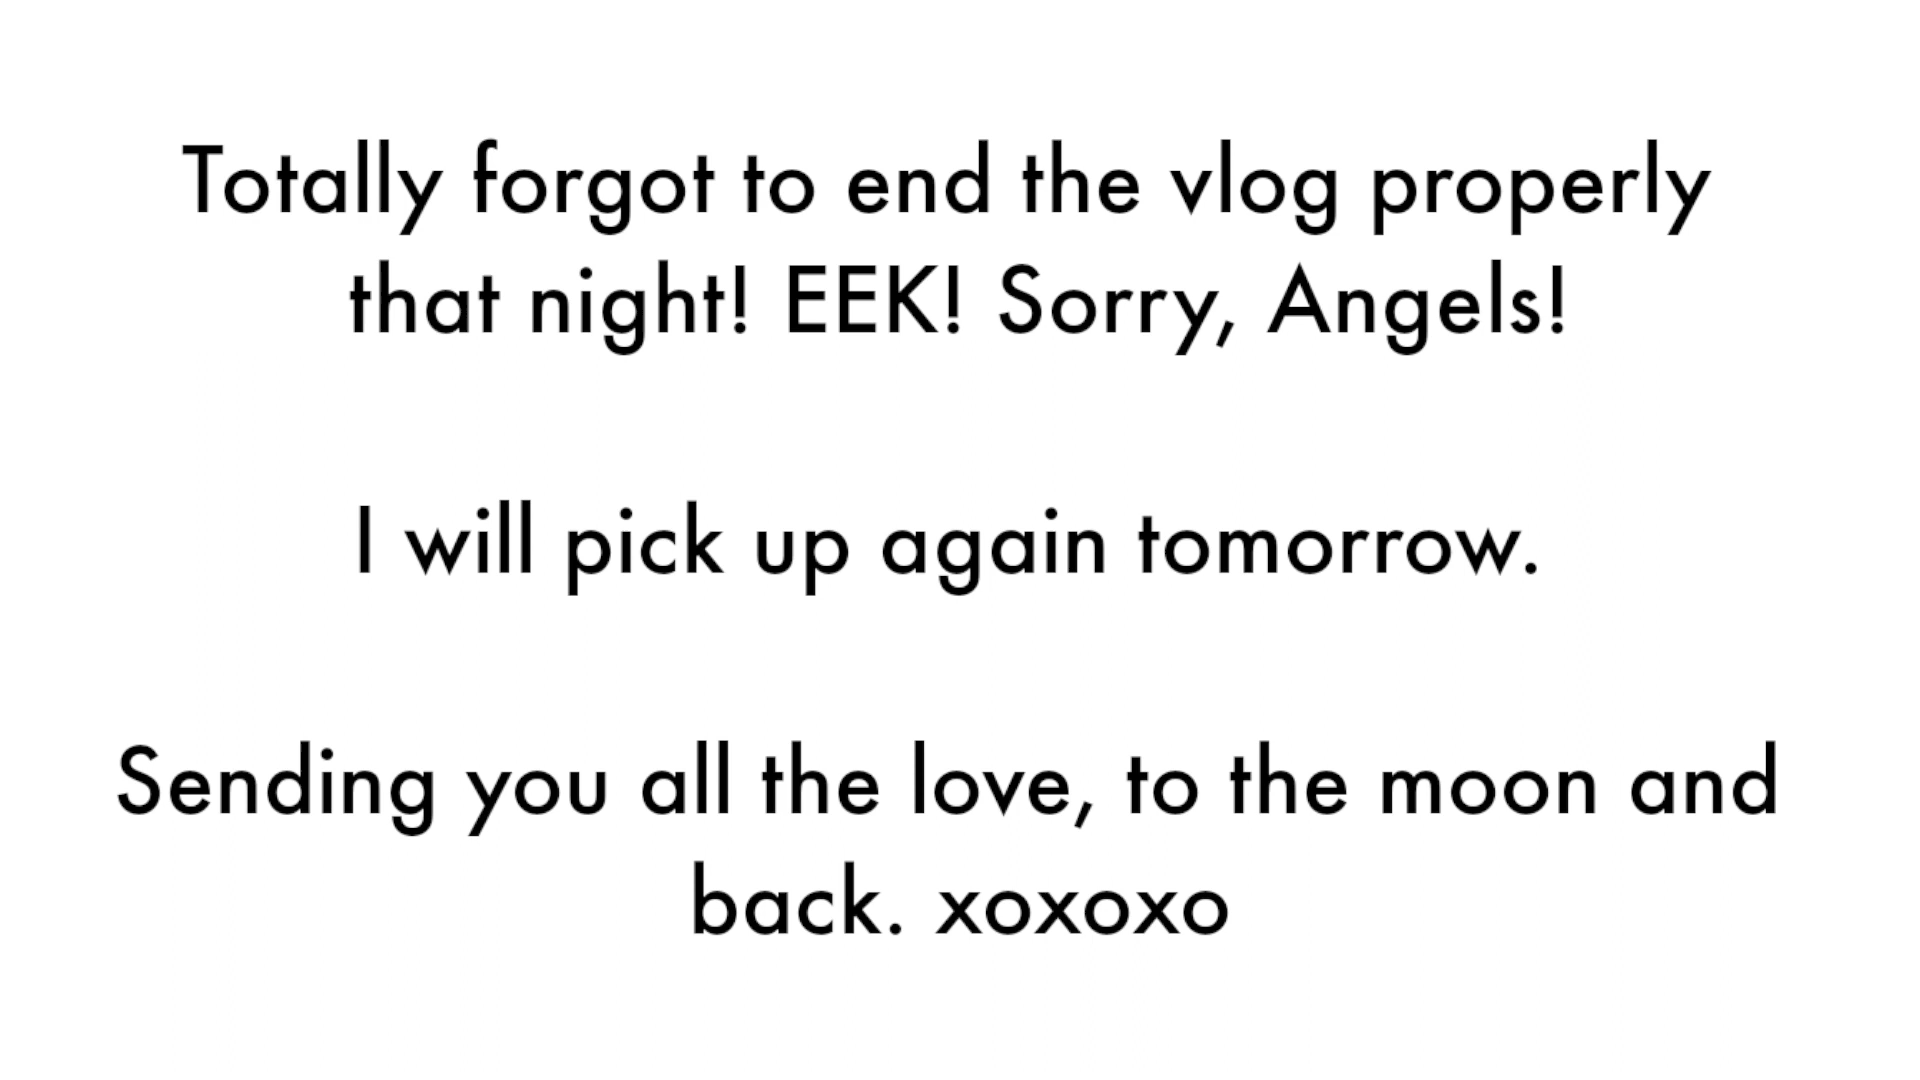 Totally forgot to end the vlog properly
that night! EEK! Sorry, Angels!
I will pick up again tomorrow.
Sending you all the love, to the moon and
back. xoxoxo